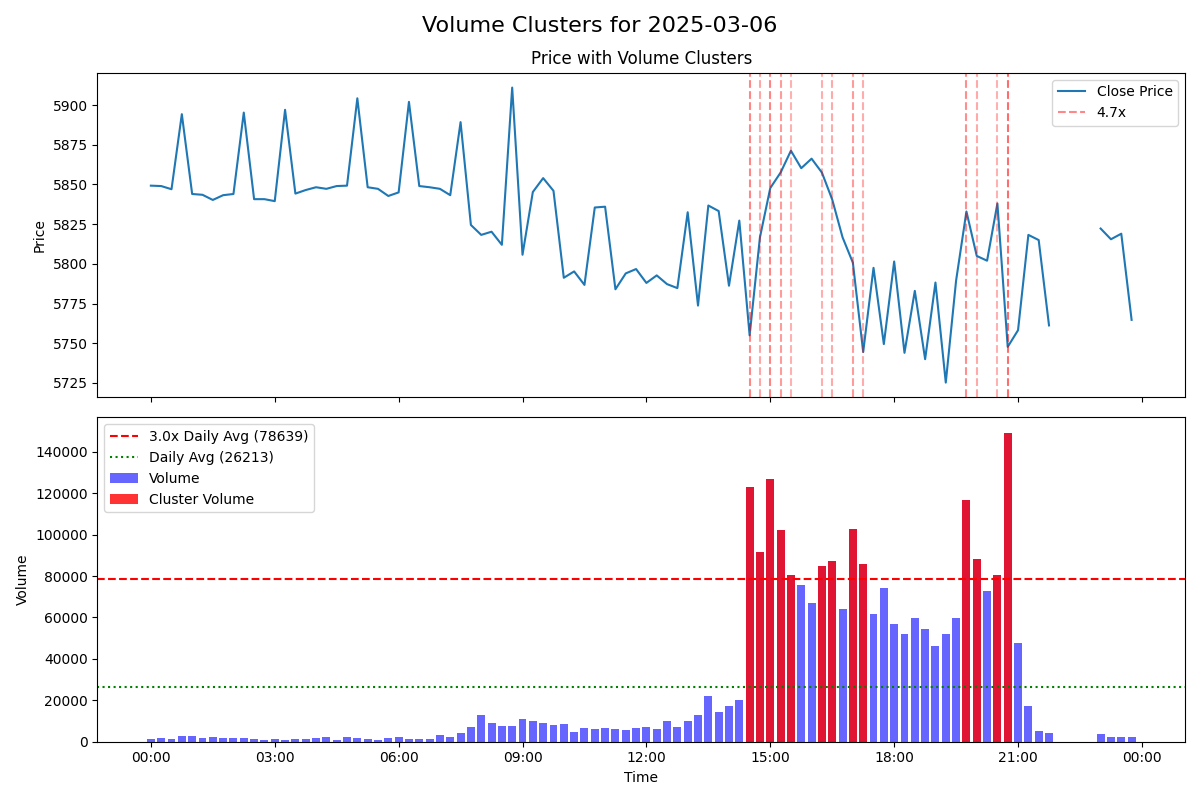 Volume Clusters for 2025-03-06
Price with Volume Clusters
Price
5900
5875
5850
5825
5800
5775
5750
5725
Close Price
4.7x
Volume
140000
120000
100000
80000
60000
40000
20000
0
3.0x Daily Avg (78639)
Daily Avg (26213)
Volume
Cluster Volume
00:00 03:00 06:00 09:00 12:00 15:00 18:00 21:00 00:00
Time